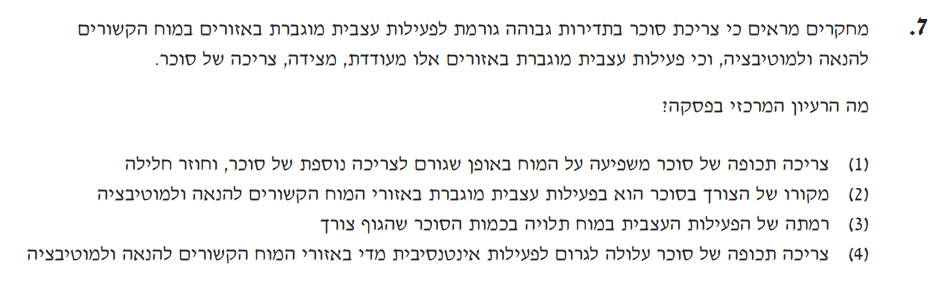 7. מחקרים מראים כי צריכת סוכר בתדירות גבוהה גורמת לפעילות עצבית מוגברת באזורים במוח הקשורים
להנאה ולמוטיבציה, וכי פעילות עצבית מוגברת באזורים אלו מעודדת, מצידה, צריכה של סוכר.
מה הרעיון המרכזי בפסקה?
(1) צריכה תכופה של סוכר משפיעה על המוח באופן שגורם לצריכה נוספת של סוכר, וחוזר חלילה
(2) מקורו של הצורך בסוכר הוא בפעילות עצבית מוגברת באזורי המוח הקשורים להנאה ולמוטיבציה
(3) רמתה של הפעילות העצבית במוח תלויה בכמות הסוכר שהגוף צורך
(4) צריכה תכופה של סוכר עלולה לגרום לפעילות אינטנסיבית מדי באזורי המוח הקשורים להנאה ולמוטיבציה